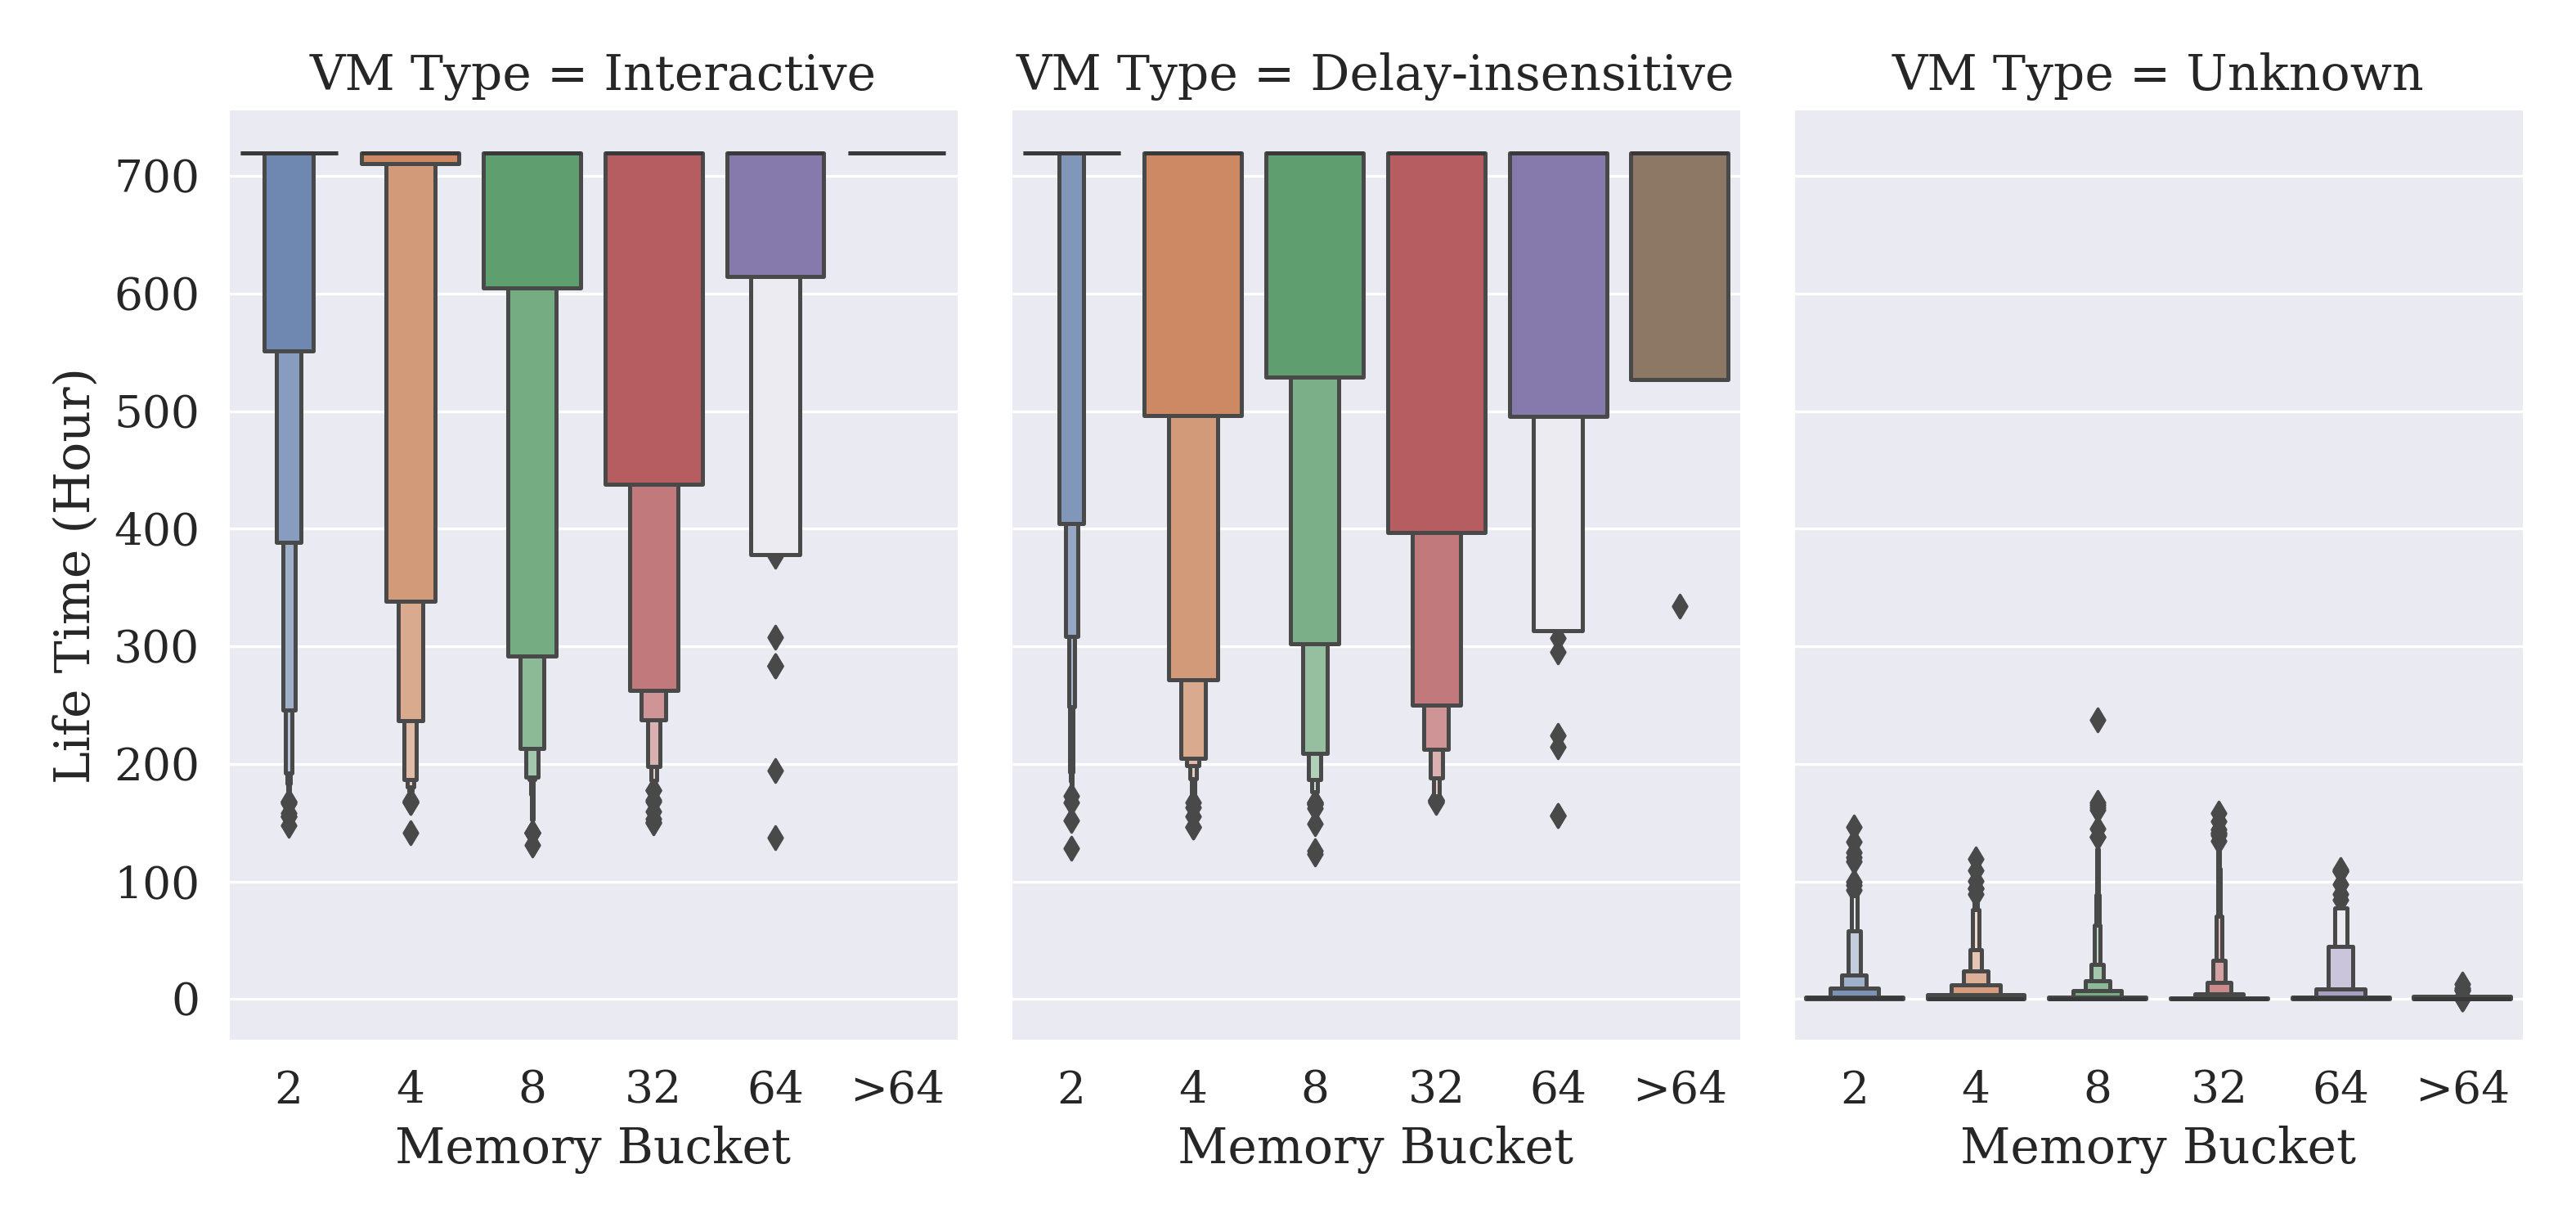 VM Type = Interactive VM Type = Delay-insensitive VM Type = Unknown
700
600
500
400
300
200
100
0
Life Time (Hour)
2 4 8 32 64 >64 2 4 8 32 64 >64 2 4 8 32 64 >64
Memory Bucket Memory Bucket Memory Bucket